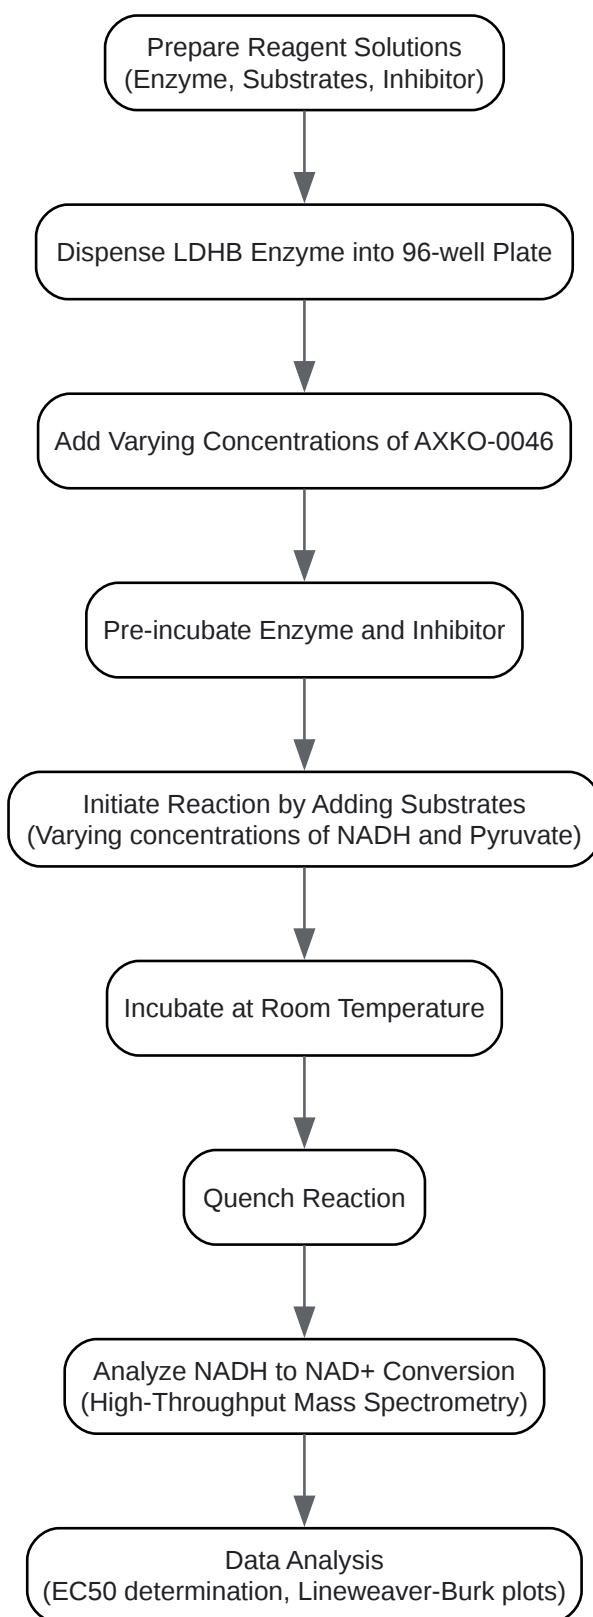 Prepare Reagent Solutions
(Enzyme, Substrates, Inhibitor)
Dispense LDHB Enzyme into 96-well Plate
Add Varying Concentrations of AXKO-0046
Pre-incubate Enzyme and Inhibitor
Initiate Reaction by Adding Substrates
(Varying concentrations of NADH and Pyruvate)
Incubate at Room Temperature
Quench Reaction
Analyze NADH to NAD+ Conversion
(High-Throughput Mass Spectrometry)
Data Analysis
(EC50 determination, Lineweaver-Burk plots)